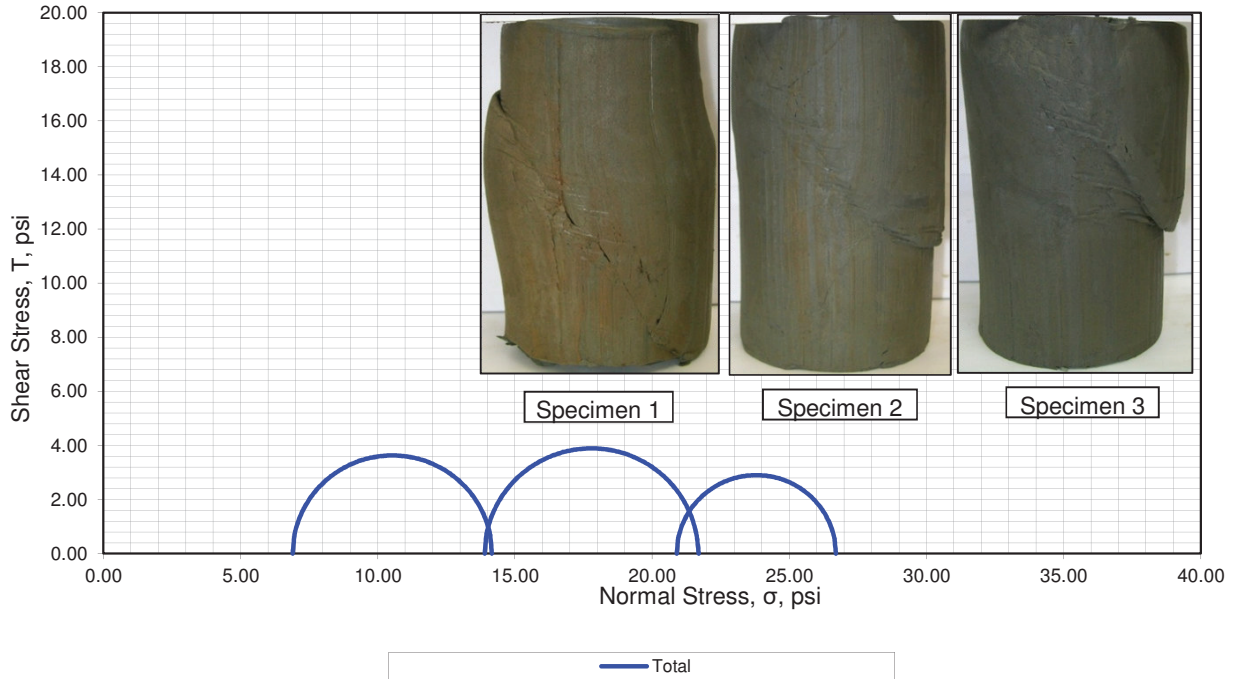 20.00
18.00
16.00
14.00
12.00
10.00
8.00
6.00
4.00
2.00
0.00
Shear Stress, T, psi
Specimen 1
Specimen 2
Specimen 3
0.00 5.00 10.00 15.00 20.00 25.00 30.00 35.00 40.00
Normal Stress, σ, psi
Total